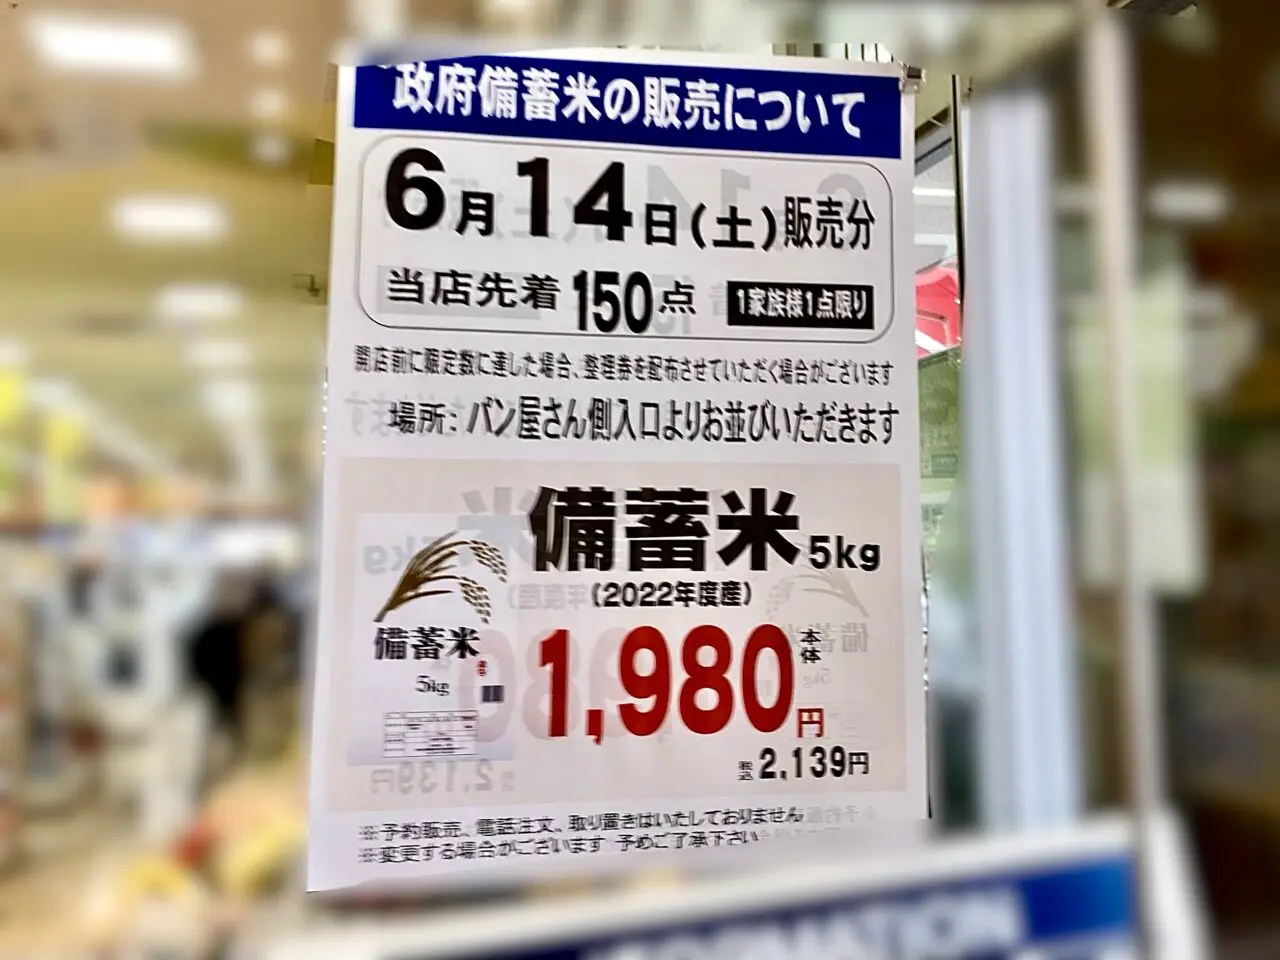 政府備蓄米の販売について
6月14日(土)販売分
当店先着150点 1家族様1点限り
開店前に限定数に達した場合、整理券を配布させていただく場合がございます
場所:パン屋さん側入口よりお並びいただきます
備蓄米5kg
(2022年度産)
備蓄米
5kg
1,980円 本体
税込2,139円
※予約販売、電話注文、取り置きはいたしておりません
※変更する場合がございます 予めご了承下さい